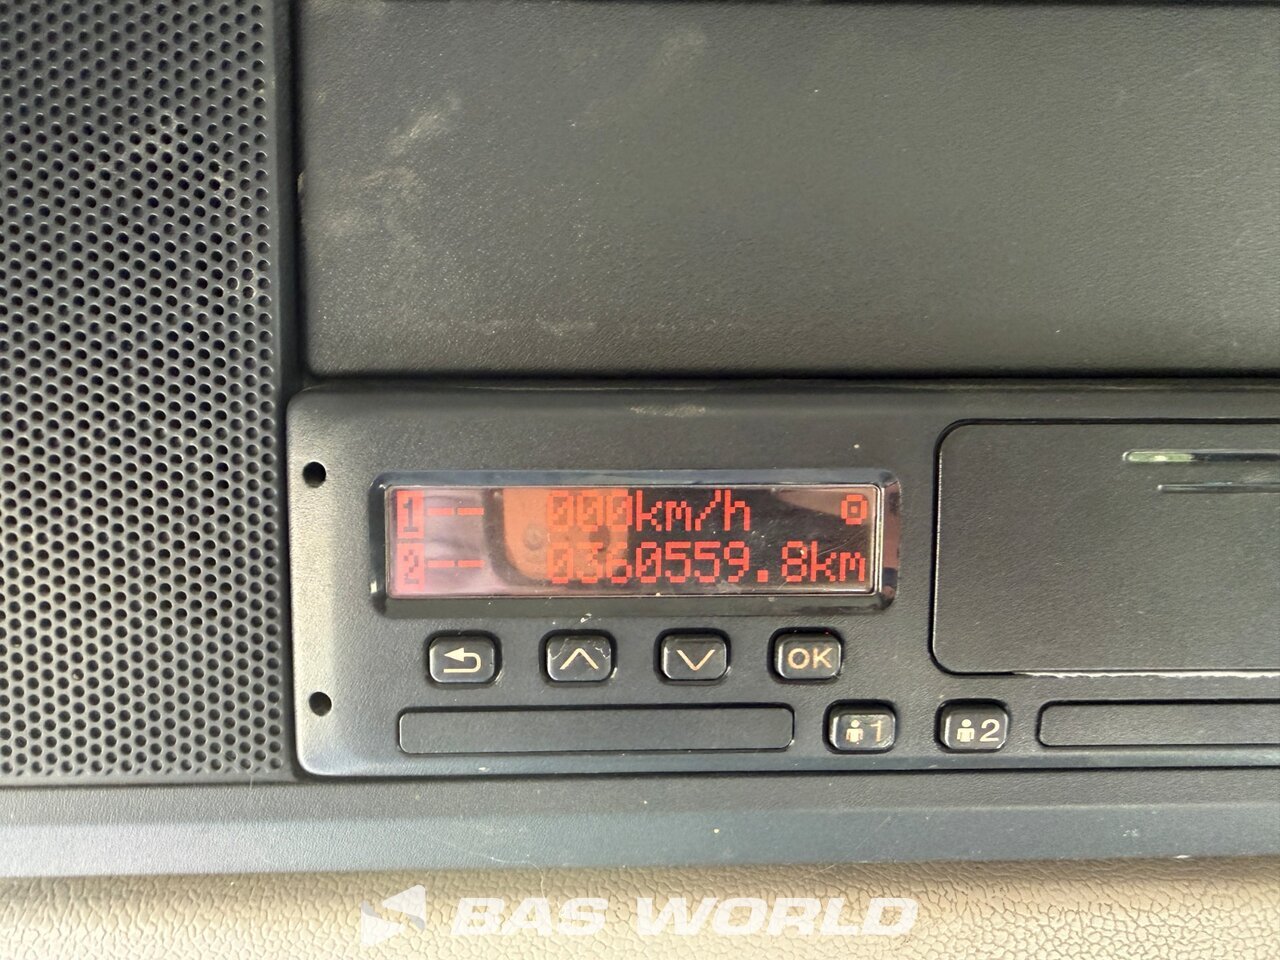 1-- 000km/h
2-- 0360559.8km
OK
1
2
BAS WORLD